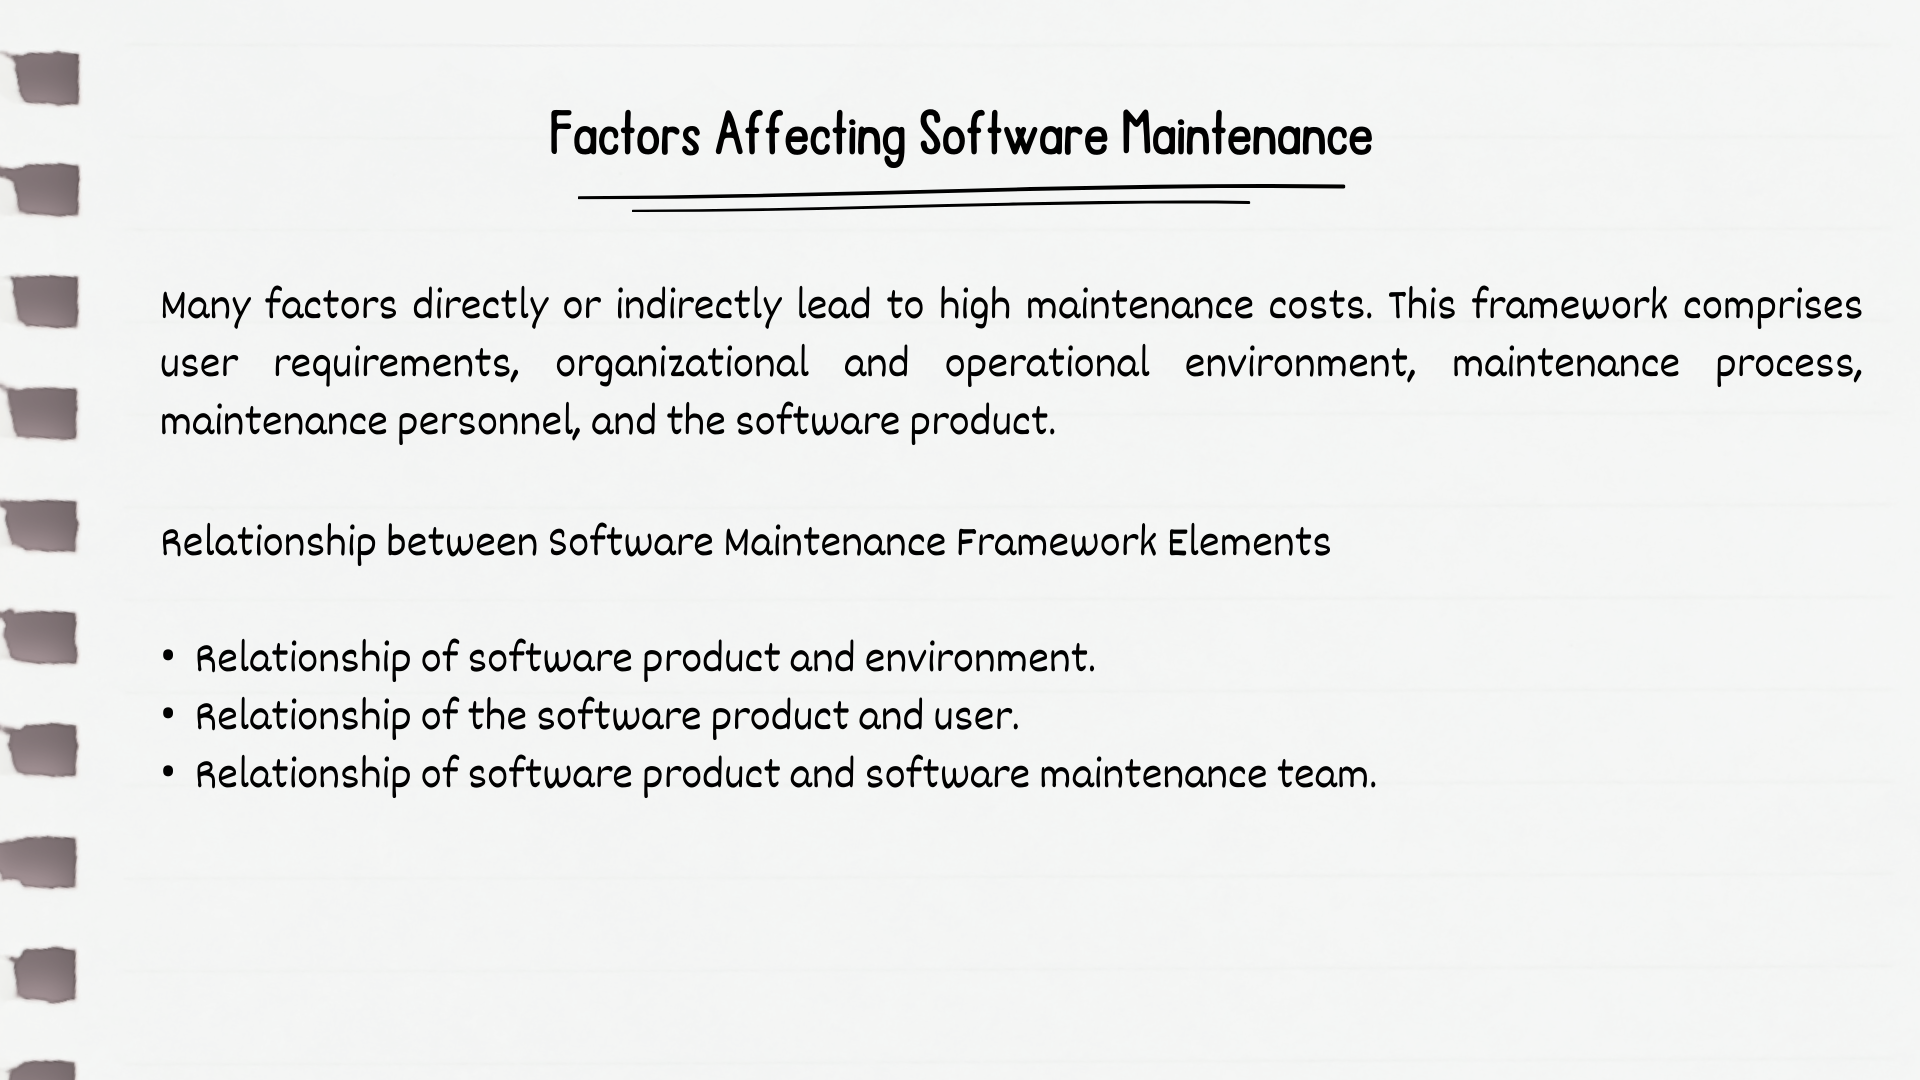 Factors Affecting Software Maintenance
Many factors directly or indirectly lead to high maintenance costs. This framework comprises
user requirements, organizational and operational environment, maintenance process,
maintenance personnel, and the software product.
Relationship between Software Maintenance Framework Elements
• Relationship of software product and environment.
• Relationship of the software product and user.
• Relationship of software product and software maintenance team.